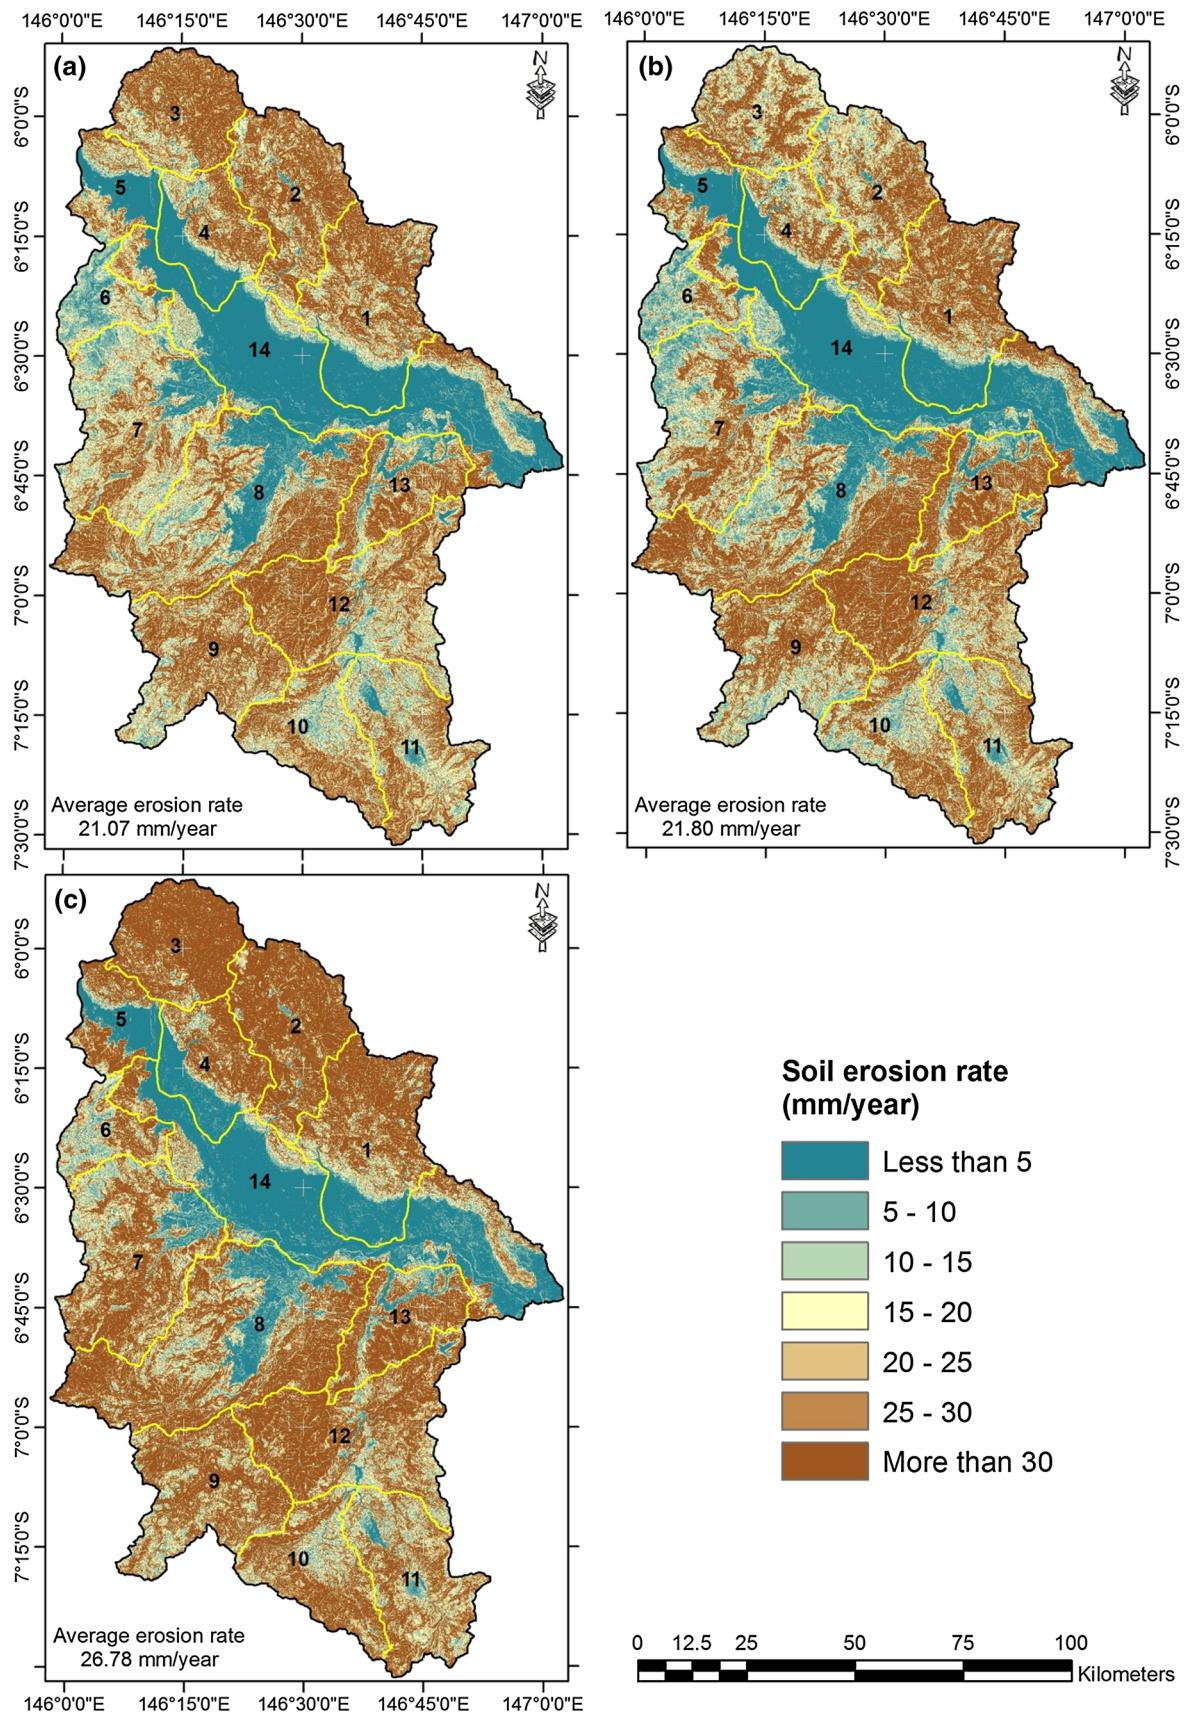 146°0'0"E 146°15'0"E 146°30'0"E 146°45'0"E 147°0'0"E
146°0'0"E 146°15'0"E 146°30'0"E 146°45'0"E 147°0'0"E
(a)
N
6°0'0"S
6°15'0"S
6°30'0"S
6°45'0"S
7°0'0"S
7°15'0"S
7°30'0"S
3
2
5
4
6
1
14
7
8
13
12
9
10
11
Average erosion rate
21.07 mm/year
(b)
N
3
2
5
4
6
1
14
7
8
13
12
9
10
11
Average erosion rate
21.80 mm/year
6°0'0"S
6°15'0"S
6°30'0"S
6°45'0"S
7°0'0"S
7°15'0"S
7°30'0"S
(c)
N
6°0'0"S
6°15'0"S
6°30'0"S
6°45'0"S
7°0'0"S
7°15'0"S
3
2
5
4
6
1
14
7
8
13
12
9
10
11
Average erosion rate
26.78 mm/year
146°0'0"E 146°15'0"E 146°30'0"E 146°45'0"E 147°0'0"E
Soil erosion rate
(mm/year)
Less than 5
5 - 10
10 - 15
15 - 20
20 - 25
25 - 30
More than 30
0 12.5 25 50 75 100
Kilometers